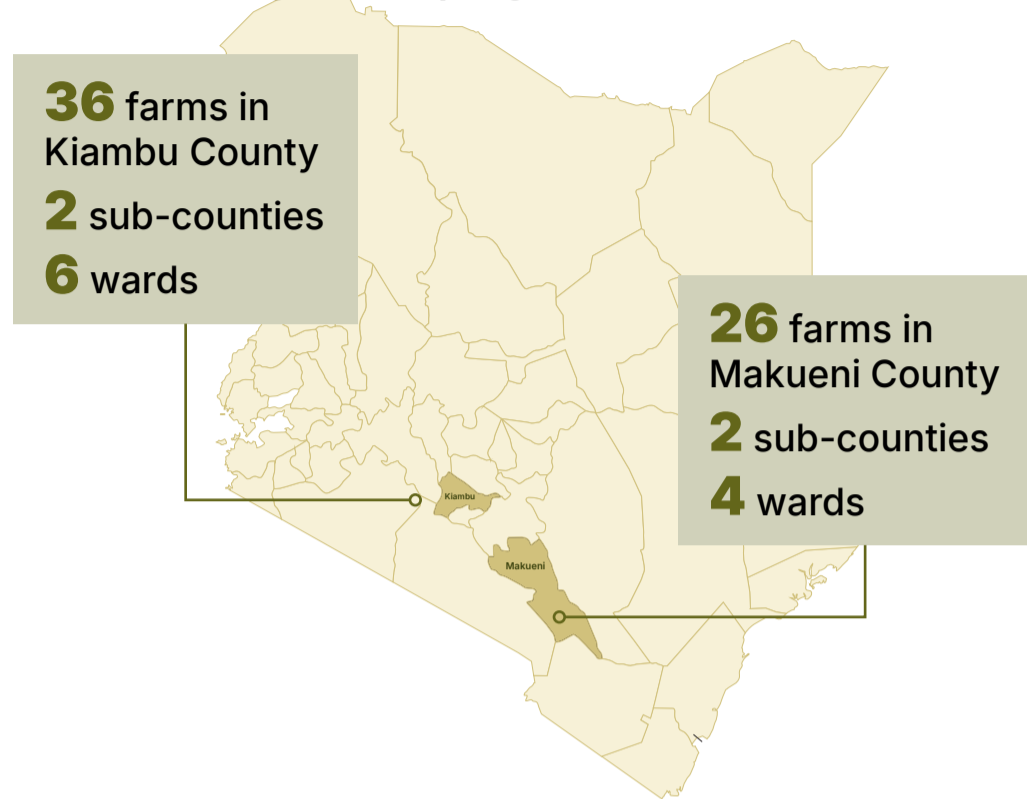 36 farms in
Kiambu County
2 sub-counties
6 wards
26 farms in
Makueni County
2 sub-counties
4 wards
Kiambu
Makueni